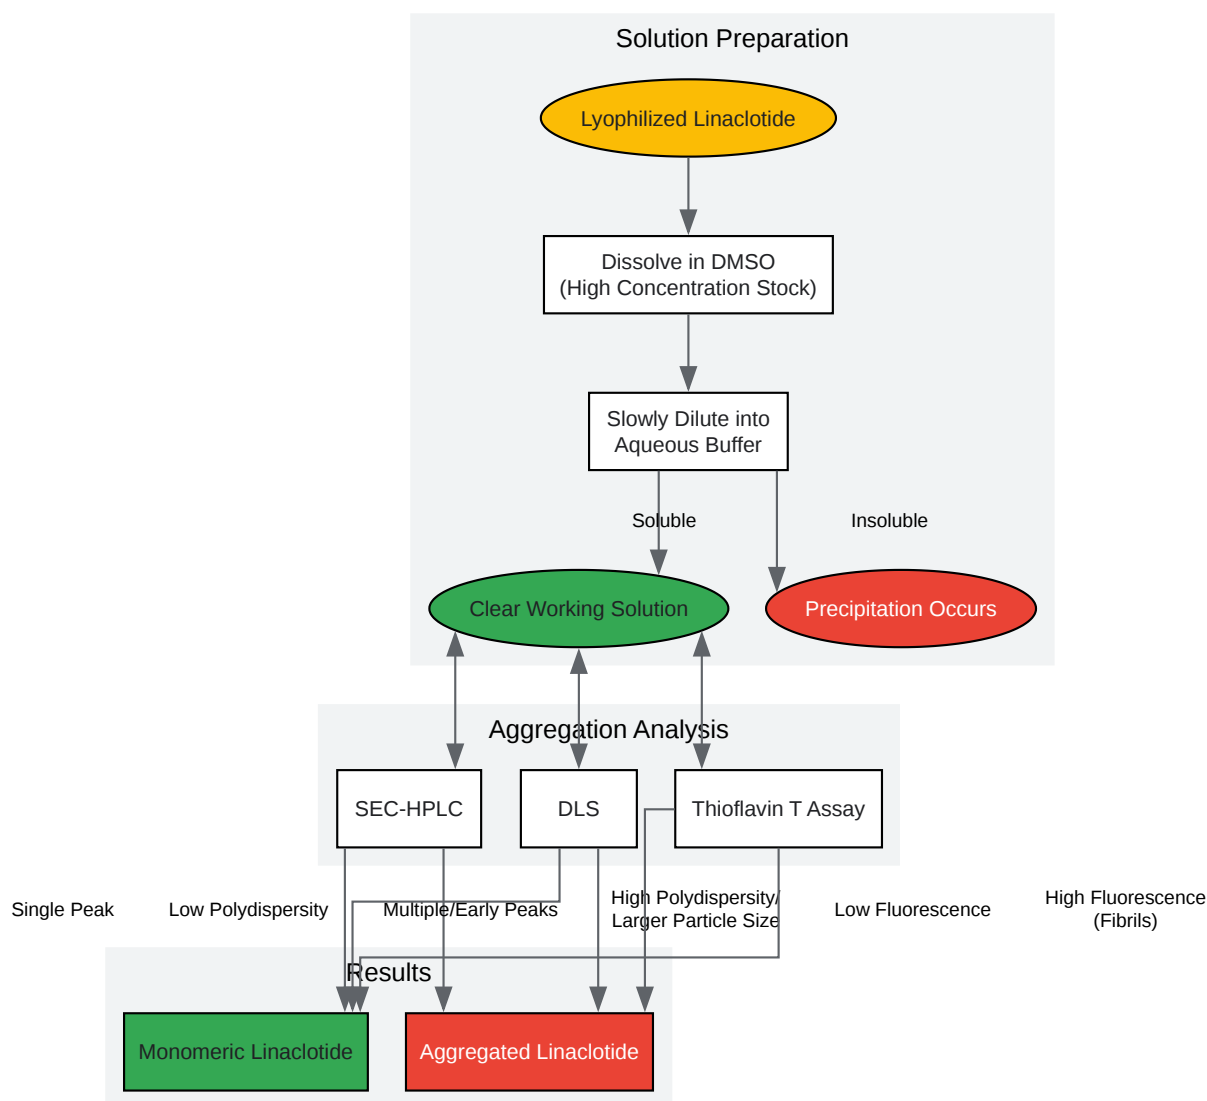 Solution Preparation
Lyophilized Linaclotide
Dissolve in DMSO
(High Concentration Stock)
Slowly Dilute into
Aqueous Buffer
Soluble
Insoluble
Clear Working Solution
Precipitation Occurs
Aggregation Analysis
SEC-HPLC
DLS
Thioflavin T Assay
Single Peak
Low Polydispersity
Multiple/Early Peaks
High Polydispersity/
Larger Particle Size
Low Fluorescence
High Fluorescence
(Fibrils)
Results
Monomeric Linaclotide
Aggregated Linaclotide